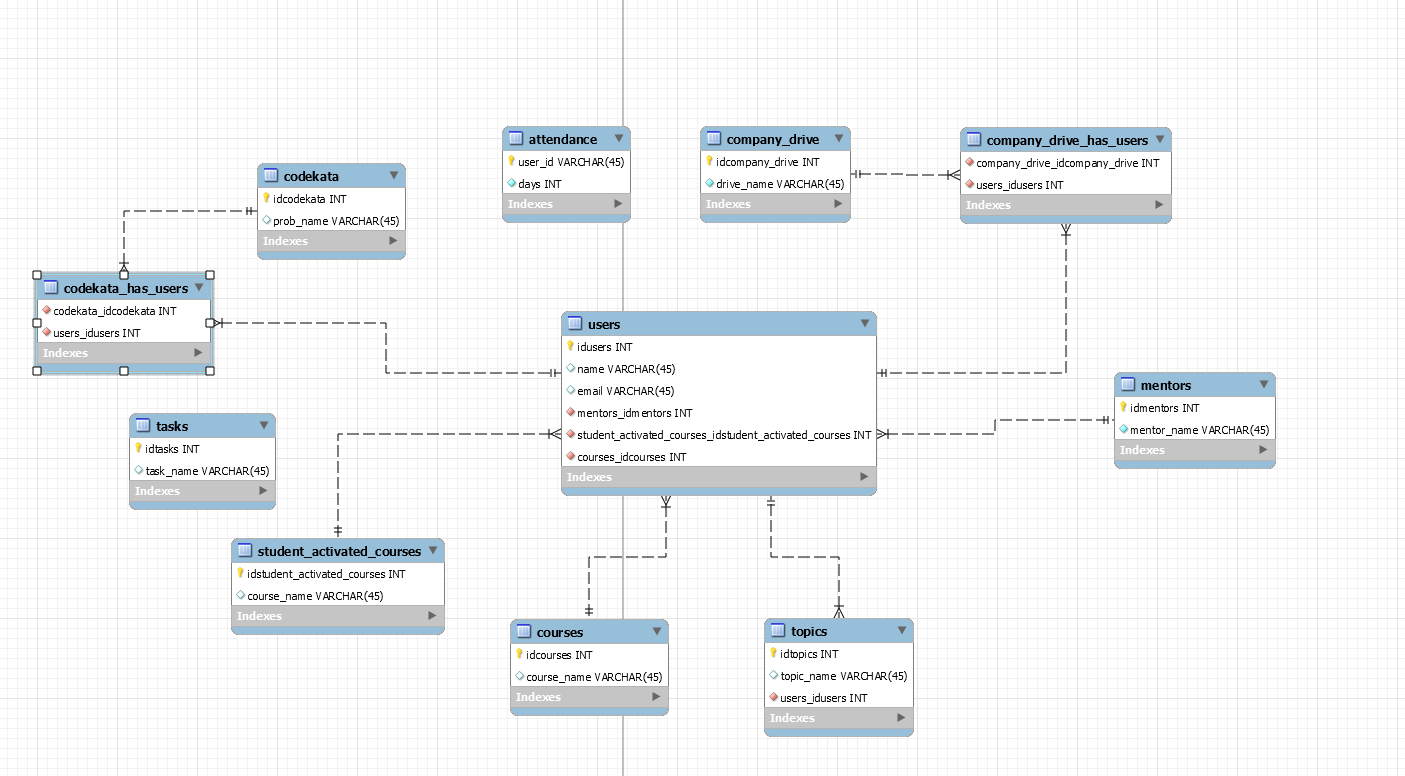 attendance
user_id VARCHAR(45)
days INT
Indexes
company_drive
idcompany_drive INT
drive_name VARCHAR(45)
Indexes
company_drive_has_users
company_drive_idcompany_drive INT
users_idusers INT
Indexes
codekata
idcodekata INT
prob_name VARCHAR(45)
Indexes
codekata_has_users
codekata_idcodekata INT
users_idusers INT
Indexes
users
idusers INT
name VARCHAR(45)
email VARCHAR(45)
mentors_idmentors INT
student_activated_courses_idstudent_activated_courses INT
courses_idcourses INT
Indexes
mentors
idmentors INT
mentor_name VARCHAR(45)
Indexes
tasks
idtasks INT
task_name VARCHAR(45)
Indexes
student_activated_courses
idstudent_activated_courses INT
course_name VARCHAR(45)
Indexes
courses
idcourses INT
course_name VARCHAR(45)
Indexes
topics
idtopics INT
topic_name VARCHAR(45)
users_idusers INT
Indexes